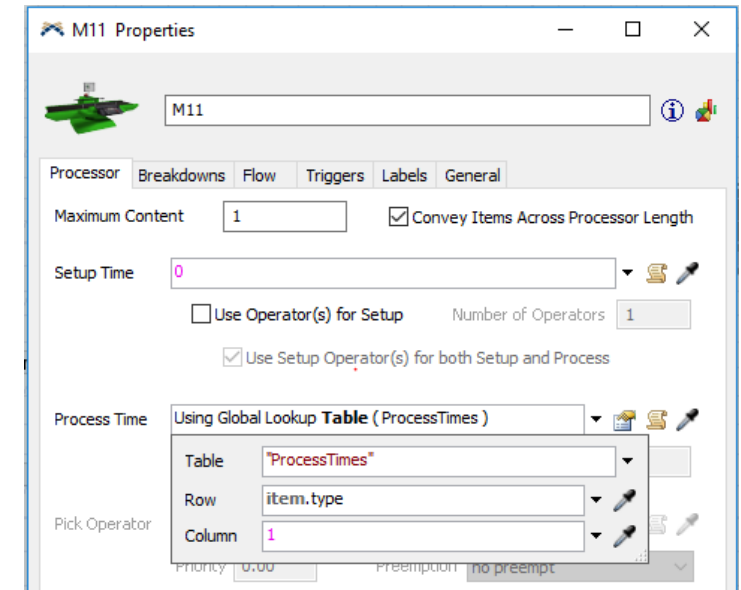 M11 Properties
M11
Processor Breakdowns Flow Triggers Labels General
Maximum Content 1 Convey Items Across Processor Length
Setup Time 0
Use Operator(s) for Setup Number of Operators 1
Use Setup Operator(s) for both Setup and Process
Process Time Using Global Lookup Table ( ProcessTimes )
Table "ProcessTimes"
Row item.type
Pick Operator
Column 1
Priority 0.00 Preemption no preempt